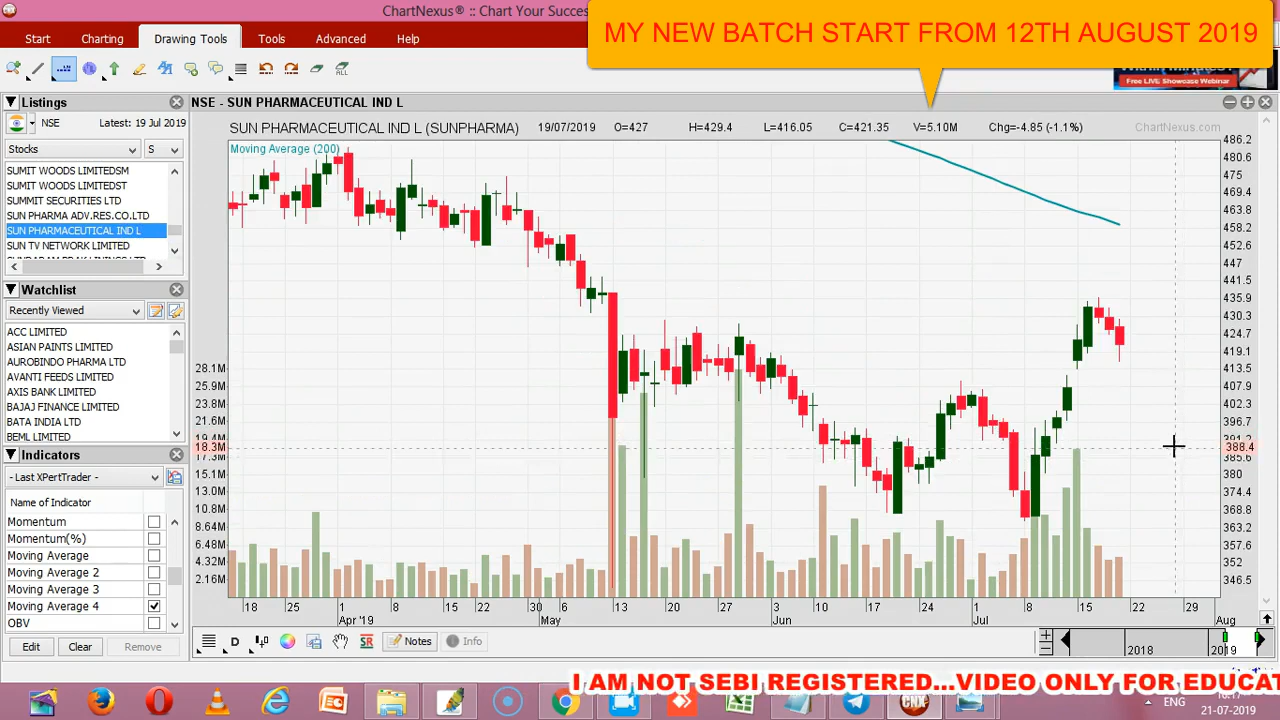 ChartNexus® :: Chart Your Succes
MY NEW BATCH START FROM 12TH AUGUST 2019
Start Charting Drawing Tools Tools Advanced Help
Free LIVE Showcase Webinar
Listings
NSE Latest: 19 Jul 2019
Stocks S
SUMIT WOODS LIMITEDSM
SUMIT WOODS LIMITEDST
SUMMIT SECURITIES LTD
SUN PHARMA ADV.RES.CO.LTD
SUN PHARMACEUTICAL IND L
SUN TV NETWORK LIMITED
Watchlist
Recently Viewed
ACC LIMITED
ASIAN PAINTS LIMITED
AUROBINDO PHARMA LTD
AVANTI FEEDS LIMITED
AXIS BANK LIMITED
BAJAJ FINANCE LIMITED
BATA INDIA LTD
BEML LIMITED
Indicators
- Last XPertTrader -
Name of Indicator
Momentum
Momentum(%)
Moving Average
Moving Average 2
Moving Average 3
Moving Average 4
OBV
Edit Clear Remove
NSE - SUN PHARMACEUTICAL IND L
SUN PHARMACEUTICAL IND L (SUNPHARMA) 19/07/2019 O=427 H=429.4 L=416.05 C=421.35 V=5.10M Chg=-4.85 (-1.1%) ChartNexus.com
Moving Average (200)
486.2
480.6
475
469.4
463.8
458.2
452.6
447
441.5
435.9
430.3
424.7
419.1
413.5
407.9
402.3
396.7
388.4
385.6
380
374.4
368.8
363.2
357.6
352
346.5
28.1M
25.9M
23.8M
21.6M
18.3M
17.3M
15.1M
13.0M
10.8M
8.64M
6.48M
4.32M
2.16M
18 25 1 8 15 22 30 6 13 20 27 3 10 17 24 1 8 15 22 29
Apr '19 May Jun Jul Aug
D SR Notes Info
2018 2019
I AM NOT SEBI REGISTERED...VIDEO ONLY FOR EDUCAT
CNX ENG
21-07-2019